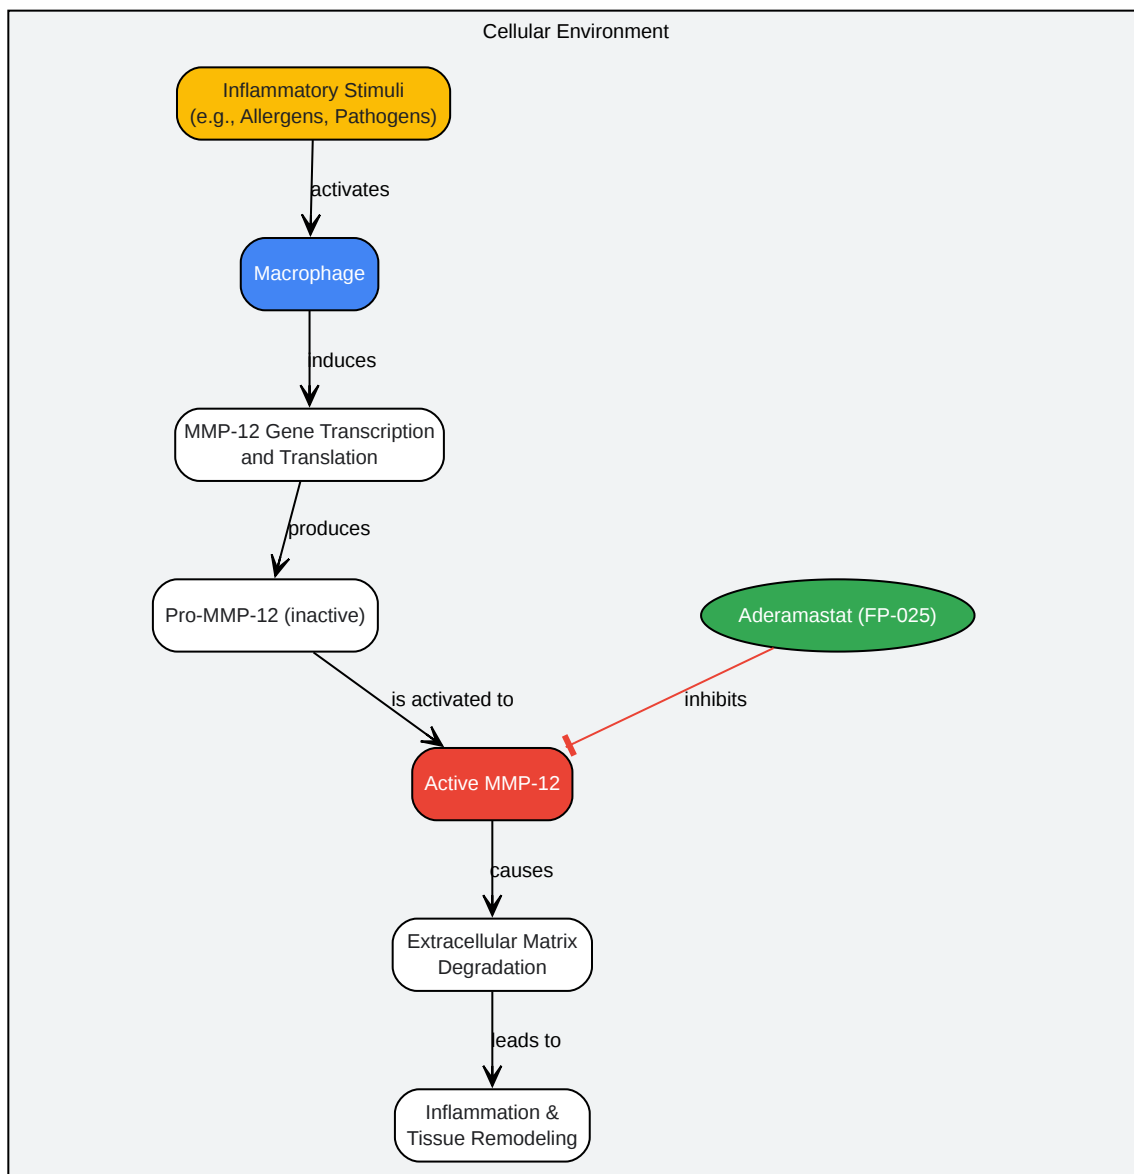 Cellular Environment
Inflammatory Stimuli
(e.g., Allergens, Pathogens)
activates
Macrophage
induces
MMP-12 Gene Transcription
and Translation
produces
Pro-MMP-12 (inactive)
Aderamastat (FP-025)
is activated to
inhibits
Active MMP-12
causes
Extracellular Matrix
Degradation
leads to
Inflammation &
Tissue Remodeling